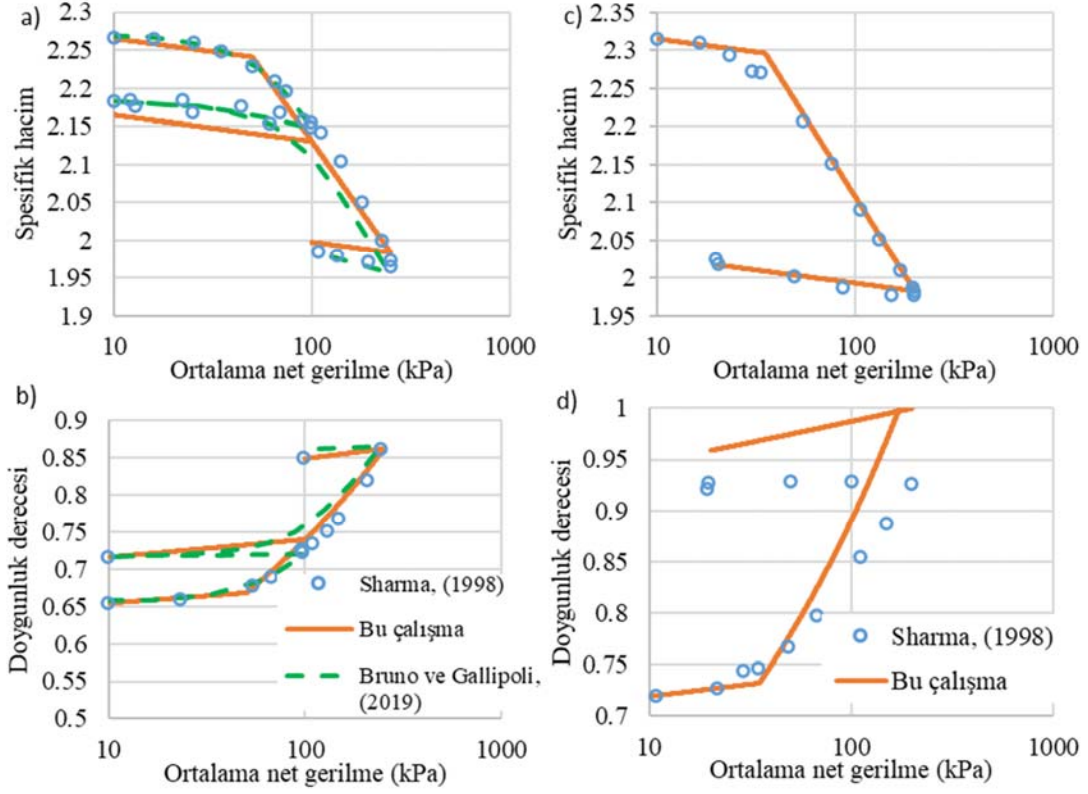 a)
2.3
2.25
2.2
2.15
2.1
2.05
2
1.95
1.9
Spesifik hacim
10 100 1000
Ortalama net gerilme (kPa)
c)
2.35
2.3
2.25
2.2
2.15
2.1
2.05
2
1.95
Spesifik hacim
10 100 1000
Ortalama net gerilme (kPa)
b)
0.9
0.85
0.8
0.75
0.7
0.65
0.6
0.55
0.5
Doygunluk derecesi
Sharma, (1998)
Bu çalışma
Bruno ve Gallipoli,
(2019)
10 100 1000
Ortalama net gerilme (kPa)
d)
1
0.95
0.9
0.85
0.8
0.75
0.7
Doygunluk derecesi
Sharma, (1998)
Bu çalışma
10 100 1000
Ortalama net gerilme (kPa)